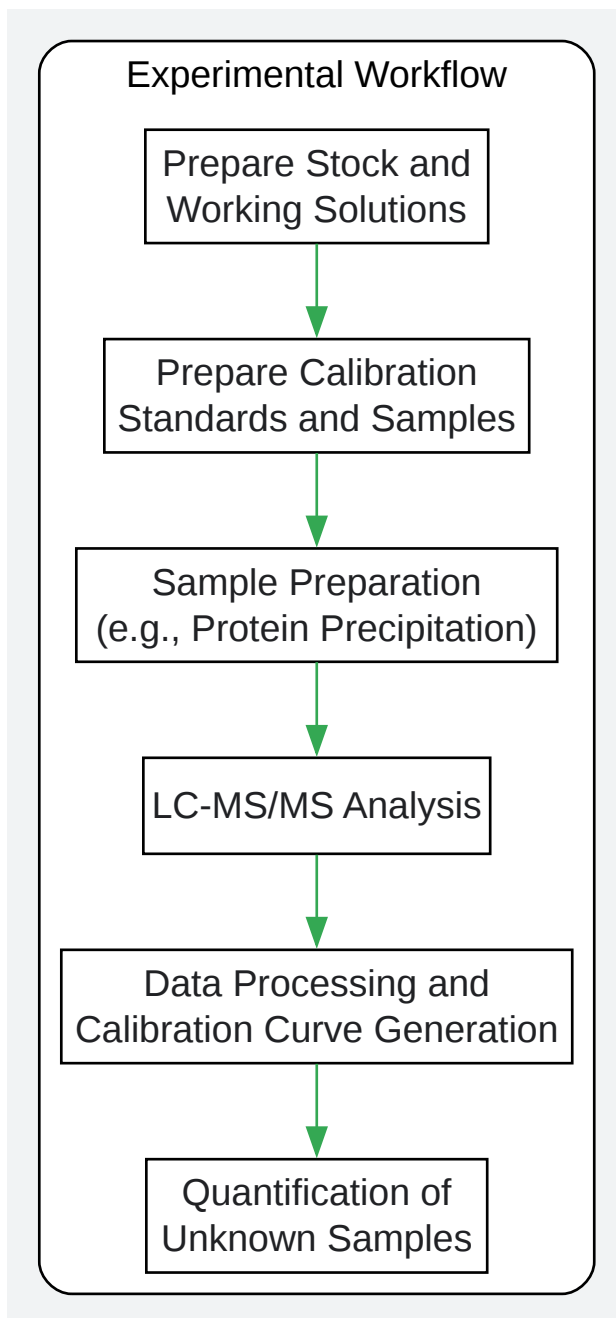 Experimental Workflow
Prepare Stock and
Working Solutions
Prepare Calibration
Standards and Samples
Sample Preparation
(e.g., Protein Precipitation)
LC-MS/MS Analysis
Data Processing and
Calibration Curve Generation
Quantification of
Unknown Samples